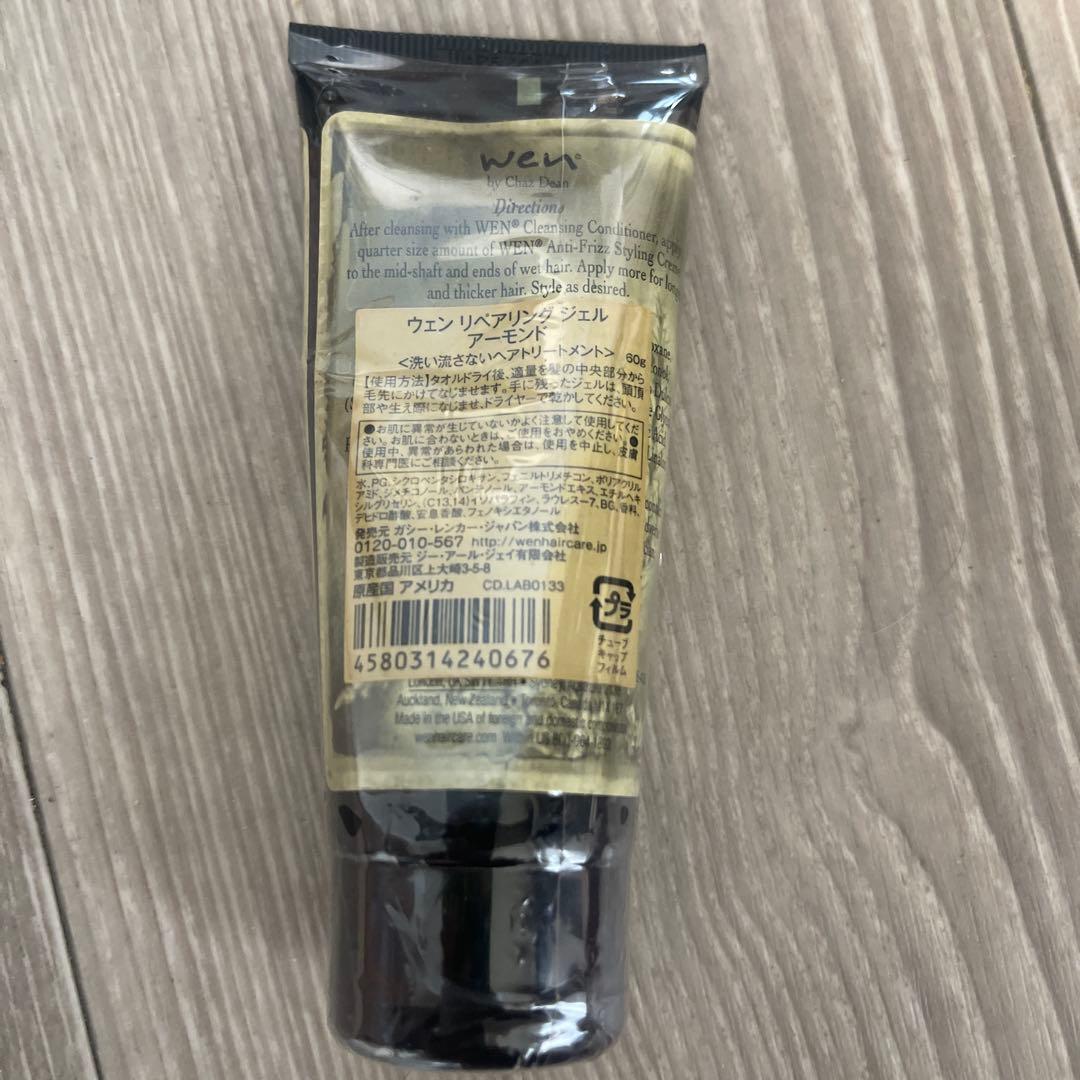 wen®
by Chaz Dean
Directions
After cleansing with WEN® Cleansing Conditioner, apply
quarter size amount of WEN® Anti-Frizz Styling Creme
to the mid-shaft and ends of wet hair. Apply more for
and thicker hair. Style as desired.
ウェン リペアリング ジェル
アーモンド
<洗い流さないヘアトリートメント> 60g
【使用方法】タオルドライ後、適量を髪の中央部分から
毛先にかけてなじませます。手に残ったジェルは、頭頂
部や生え際になじませ、ドライヤーで乾かしてください。
●お肌に異常が生じていないかよく注意して使用してくだ
さい。お肌に合わないときは、ご使用をおやめください。●
使用中、異常があらわれた場合は、使用を中止し、皮膚
科専門医にご相談ください。
水、PG、シクロペンタシロキサン、フェニルトリメチコン、ポリアクリル
アミド、ジメチコノール、パンテノール、アーモンドエキス、エチルヘキ
シルグリセリン、(C13,14)イソパラフィン、ラウレス-7、BG、香料、
デヒドロ酢酸、安息香酸、フェノキシエタノール
発売元 ガシー・レンカー・ジャパン株式会社
0120-010-567 http://wenhaircare.jp
製造販売元 ジー・アール・ジェイ有限会社
東京都品川区上大崎3-5-8
原産国 アメリカ CD.LAB0133
プラ
チューブ
キャップ
フィルム
4580314240676
Auckland, New Zealand • Toronto, Canada
Made in the USA of foreign and domestic
wenhaircare.com